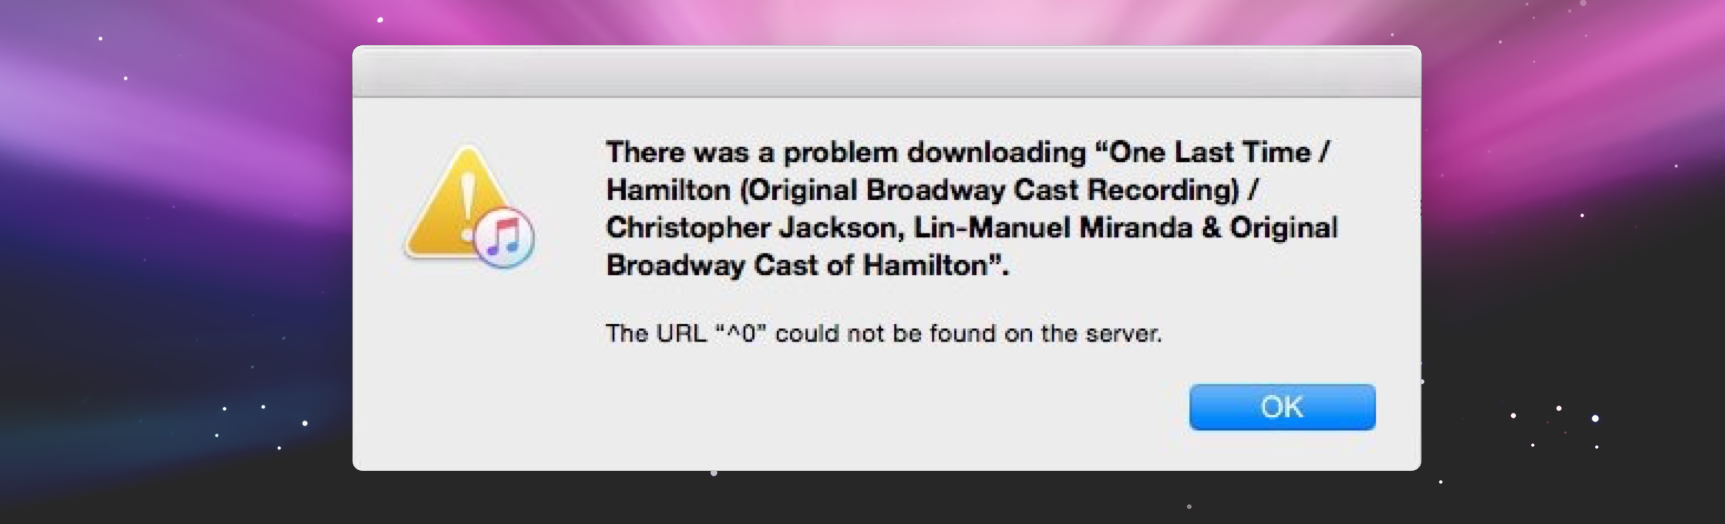 There was a problem downloading “One Last Time /
Hamilton (Original Broadway Cast Recording) /
Christopher Jackson, Lin-Manuel Miranda & Original
Broadway Cast of Hamilton”.
The URL “^0” could not be found on the server.
OK